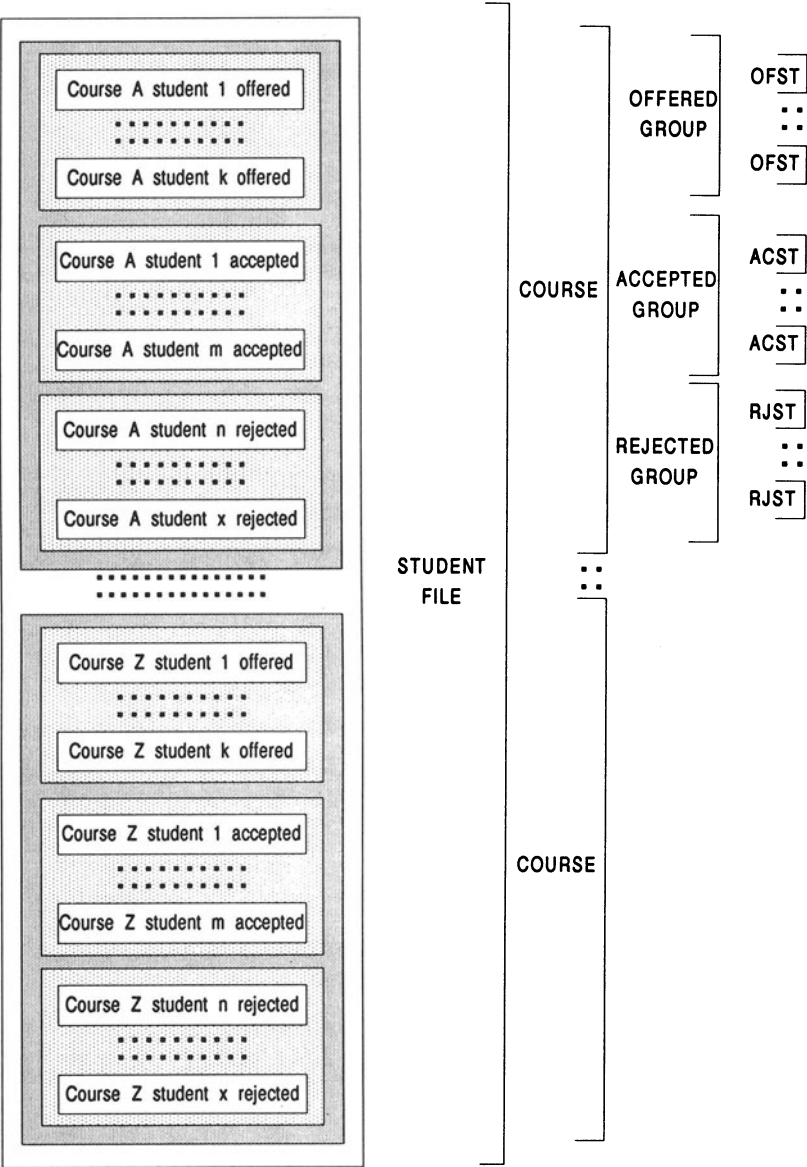 Course A student 1 offered
Course A student k offered
Course A student 1 accepted
Course A student m accepted
Course A student n rejected
Course A student x rejected
Course Z student 1 offered
Course Z student k offered
Course Z student 1 accepted
Course Z student m accepted
Course Z student n rejected
Course Z student x rejected
STUDENT
FILE
COURSE
COURSE
OFFERED
GROUP
ACCEPTED
GROUP
REJECTED
GROUP
OFST
OFST
ACST
ACST
RJST
RJST